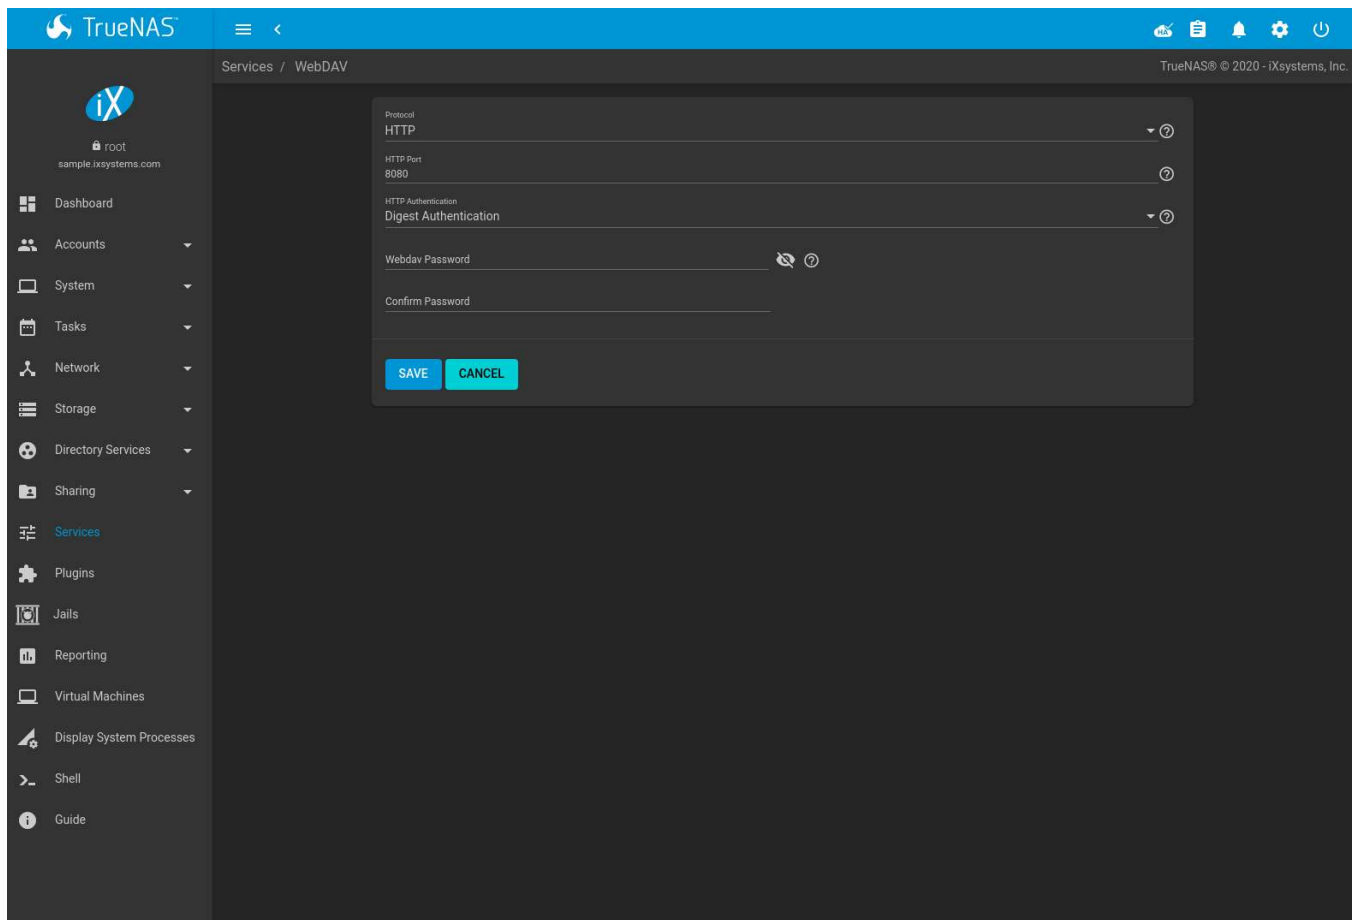 TrueNAS
HA
Services / WebDAV
TrueNAS® © 2020 - iXsystems, Inc.
iX
root
sample.ixsystems.com
Dashboard
Accounts
System
Tasks
Network
Storage
Directory Services
Sharing
Services
Plugins
Jails
Reporting
Virtual Machines
Display System Processes
Shell
Guide
Protocol
HTTP
HTTP Port
8080
HTTP Authentication
Digest Authentication
Webdav Password
Confirm Password
SAVE CANCEL